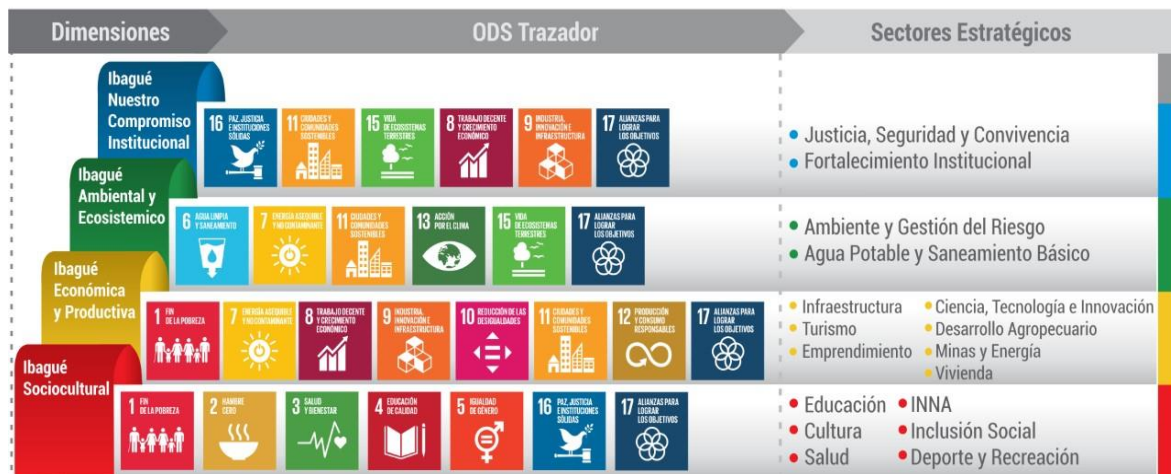 Dimensiones
ODS Trazador
Sectores Estratégicos
Ibagué
Nuestro
Compromiso
Institucional
16 PAZ, JUSTICIA
E INSTITUCIONES
SÓLIDAS
11 CIUDADES Y
COMUNIDADES
SOSTENIBLES
15 VIDA
DE ECOSISTEMAS
TERRESTRES
8 TRABAJO DECENTE
Y CRECIMIENTO
ECONÓMICO
9 INDUSTRIA,
INNOVACIÓN E
INFRAESTRUCTURA
17 ALIANZAS PARA
LOGRAR
LOS OBJETIVOS
Justicia, Seguridad y Convivencia
Fortalecimiento Institucional
Ibagué
Ambiental y
Ecosistemico
6 AGUA LIMPIA
Y SANEAMIENTO
7 ENERGÍA ASEQUIBLE
Y NO CONTAMINANTE
11 CIUDADES Y
COMUNIDADES
SOSTENIBLES
13 ACCIÓN
POR EL CLIMA
15 VIDA
DE ECOSISTEMAS
TERRESTRES
17 ALIANZAS PARA
LOGRAR
LOS OBJETIVOS
Ambiente y Gestión del Riesgo
Agua Potable y Saneamiento Básico
Ibagué
Económica
y Productiva
1 FIN
DE LA POBREZA
7 ENERGÍA ASEQUIBLE
Y NO CONTAMINANTE
8 TRABAJO DECENTE
Y CRECIMIENTO
ECONÓMICO
9 INDUSTRIA,
INNOVACIÓN E
INFRAESTRUCTURA
10 REDUCCIÓN DE LAS
DESIGUALDADES
11 CIUDADES Y
COMUNIDADES
SOSTENIBLES
12 PRODUCCIÓN
Y CONSUMO
RESPONSABLES
17 ALIANZAS PARA
LOGRAR
LOS OBJETIVOS
Infraestructura
Turismo
Emprendimiento
Ciencia, Tecnología e Innovación
Desarrollo Agropecuario
Minas y Energía
Vivienda
Ibagué
Sociocultural
1 FIN
DE LA POBREZA
2 HAMBRE
CERO
3 SALUD
Y BIENESTAR
4 EDUCACIÓN
DE CALIDAD
5 IGUALDAD
DE GÉNERO
16 PAZ, JUSTICIA
E INSTITUCIONES
SÓLIDAS
17 ALIANZAS PARA
LOGRAR
LOS OBJETIVOS
Educación
Cultura
Salud
INNA
Inclusión Social
Deporte y Recreación